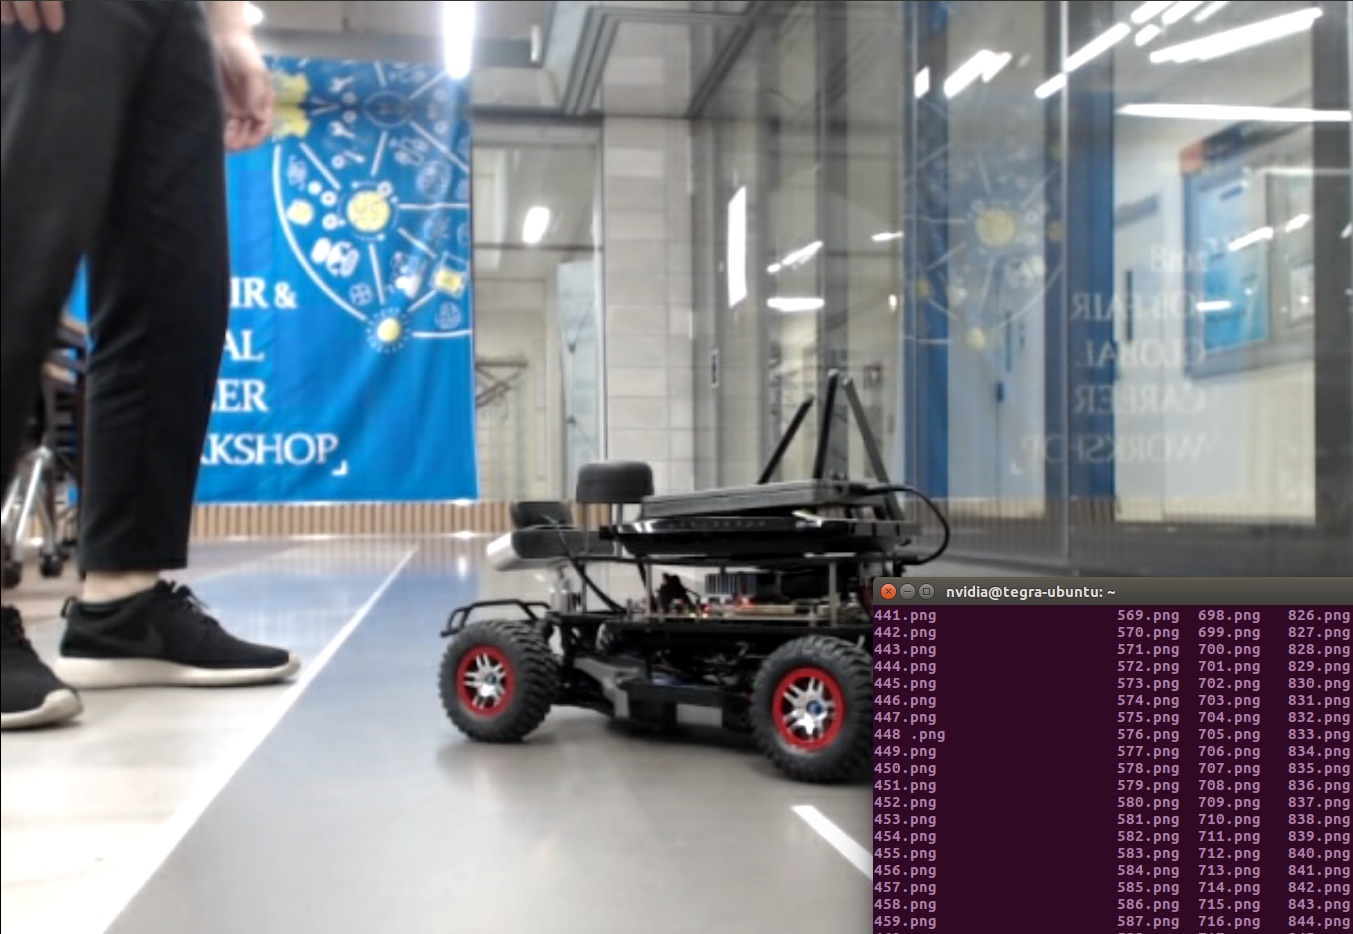 IR &
AL
ER
KSHOP
2018
JOB FAIR
GLOBAL
CAREER
WORKSHOP
nvidia@tegra-ubuntu: ~
441.png 569.png 698.png 826.png
442.png 570.png 699.png 827.png
443.png 571.png 700.png 828.png
444.png 572.png 701.png 829.png
445.png 573.png 702.png 830.png
446.png 574.png 703.png 831.png
447.png 575.png 704.png 832.png
448 .png 576.png 705.png 833.png
449.png 577.png 706.png 834.png
450.png 578.png 707.png 835.png
451.png 579.png 708.png 836.png
452.png 580.png 709.png 837.png
453.png 581.png 710.png 838.png
454.png 582.png 711.png 839.png
455.png 583.png 712.png 840.png
456.png 584.png 713.png 841.png
457.png 585.png 714.png 842.png
458.png 586.png 715.png 843.png
459.png 587.png 716.png 844.png